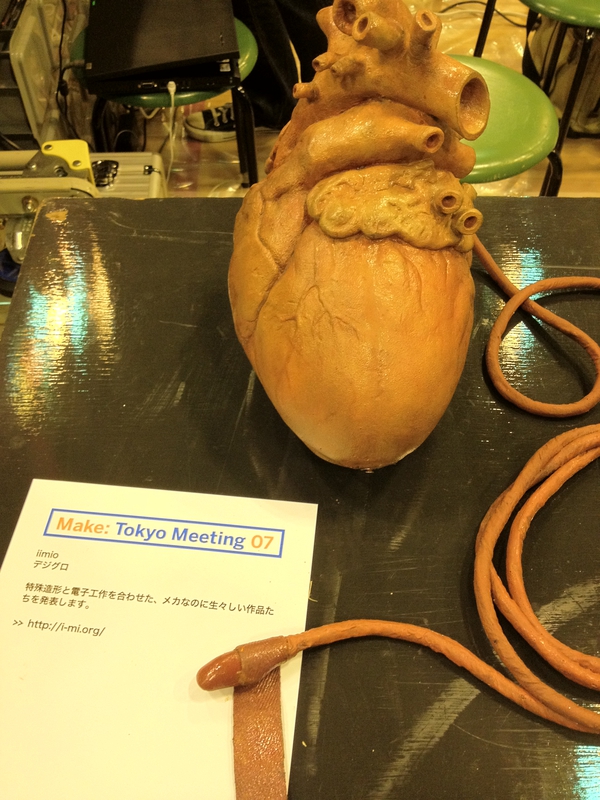 Make: Tokyo Meeting 07
iimio
デジグロ
特殊造形と電子工作を合わせた、メカなのに生々しい作品た
ちを発表します。
>> http://i-mi.org/